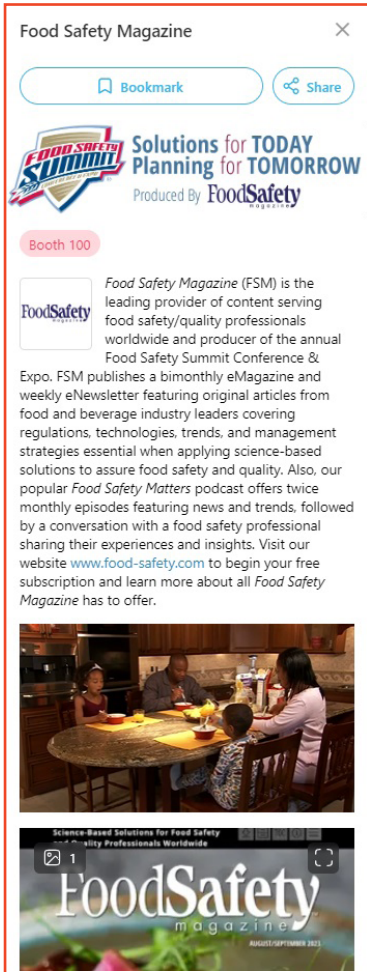 Food Safety Magazine
Bookmark
Share
FOOD SAFETY
SUMMIT
Solutions for TODAY
Planning for TOMORROW
Produced By FoodSafety
magazine
Booth 100
FoodSafety
magazine
Food Safety Magazine (FSM) is the
leading provider of content serving
food safety/quality professionals
worldwide and producer of the annual
Food Safety Summit Conference &
Expo. FSM publishes a bimonthly eMagazine and
weekly eNewsletter featuring original articles from
food and beverage industry leaders covering
regulations, technologies, trends, and management
strategies essential when applying science-based
solutions to assure food safety and quality. Also, our
popular Food Safety Matters podcast offers twice
monthly episodes featuring news and trends, followed
by a conversation with a food safety professional
sharing their experiences and insights. Visit our
website www.food-safety.com to begin your free
subscription and learn more about all Food Safety
Magazine has to offer.
Science-Based Solutions for Food Safety
Quality Professionals Worldwide
1
FoodSafety
magazine
AUGUST/SEPTEMBER 2023